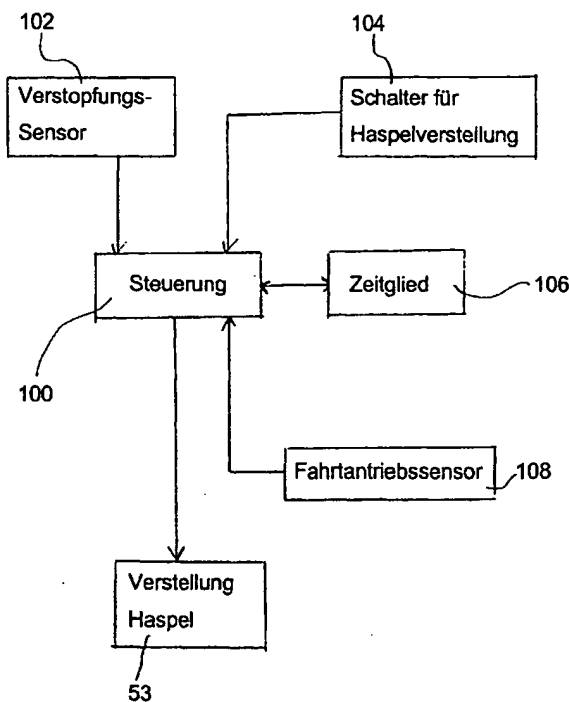 102
Verstopfungs-
Sensor
104
Schalter für
Haspelverstellung
Steuerung
100
Zeitglied
106
Fahrtantriebssensor
108
Verstellung
Haspel
53